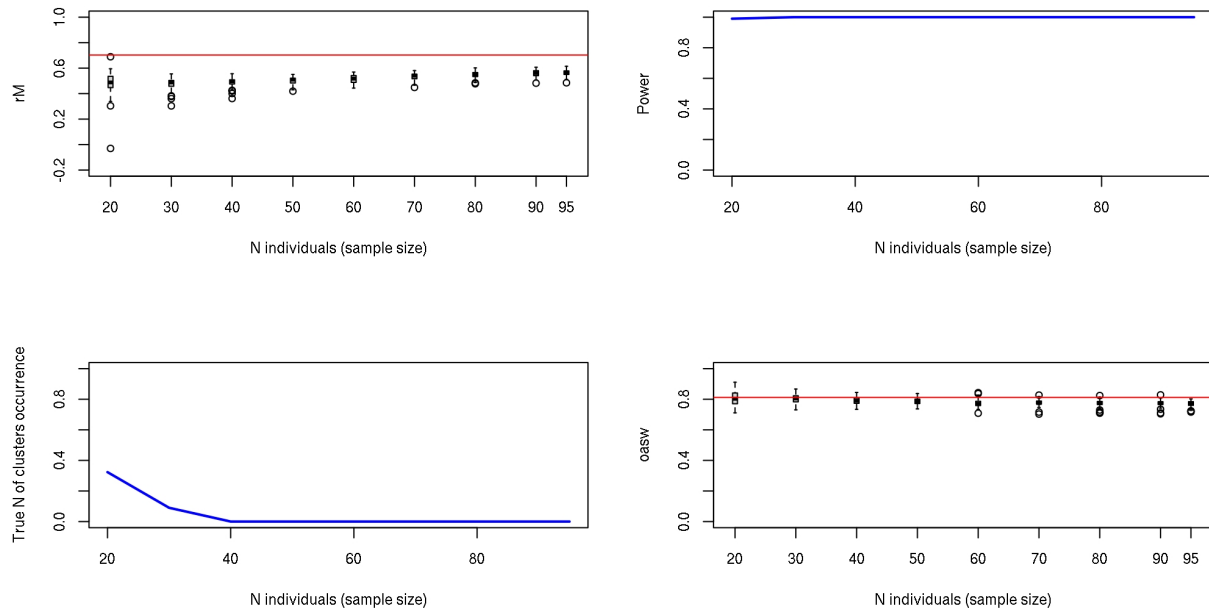 rM
-0.2 0.2 0.6 1.0
20 30 40 50 60 70 80 90 95
N individuals (sample size)
Power
0.0 0.4 0.8
20 40 60 80
N individuals (sample size)
True N of clusters occurrence
0.0 0.4 0.8
20 40 60 80
N individuals (sample size)
oasw
0.0 0.4 0.8
20 30 40 50 60 70 80 90 95
N individuals (sample size)